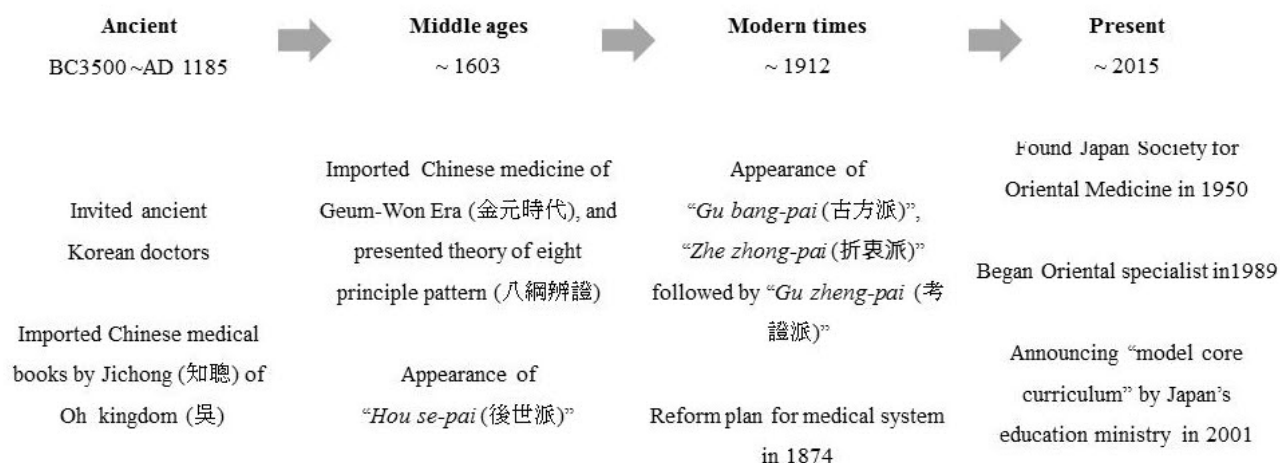 Ancient
BC3500 ~AD 1185
Invited ancient
Korean doctors
Imported Chinese medical
books by Jichong (知聰) of
Oh kingdom (吳)
Middle ages
~ 1603
Imported Chinese medicine of
Geum-Won Era (金元時代), and
presented theory of eight
principle pattern (八綱辨證)
Appearance of
“Hou se-pai (後世派)”
Modern times
~ 1912
Appearance of
“Gu bang-pai (古方派)”,
“Zhe zhong-pai (折衷派)”
followed by “Gu zheng-pai (考
證派)”
Reform plan for medical system
in 1874
Present
~ 2015
Found Japan Society for
Oriental Medicine in 1950
Began Oriental specialist in1989
Announcing “model core
curriculum” by Japan’s
education ministry in 2001